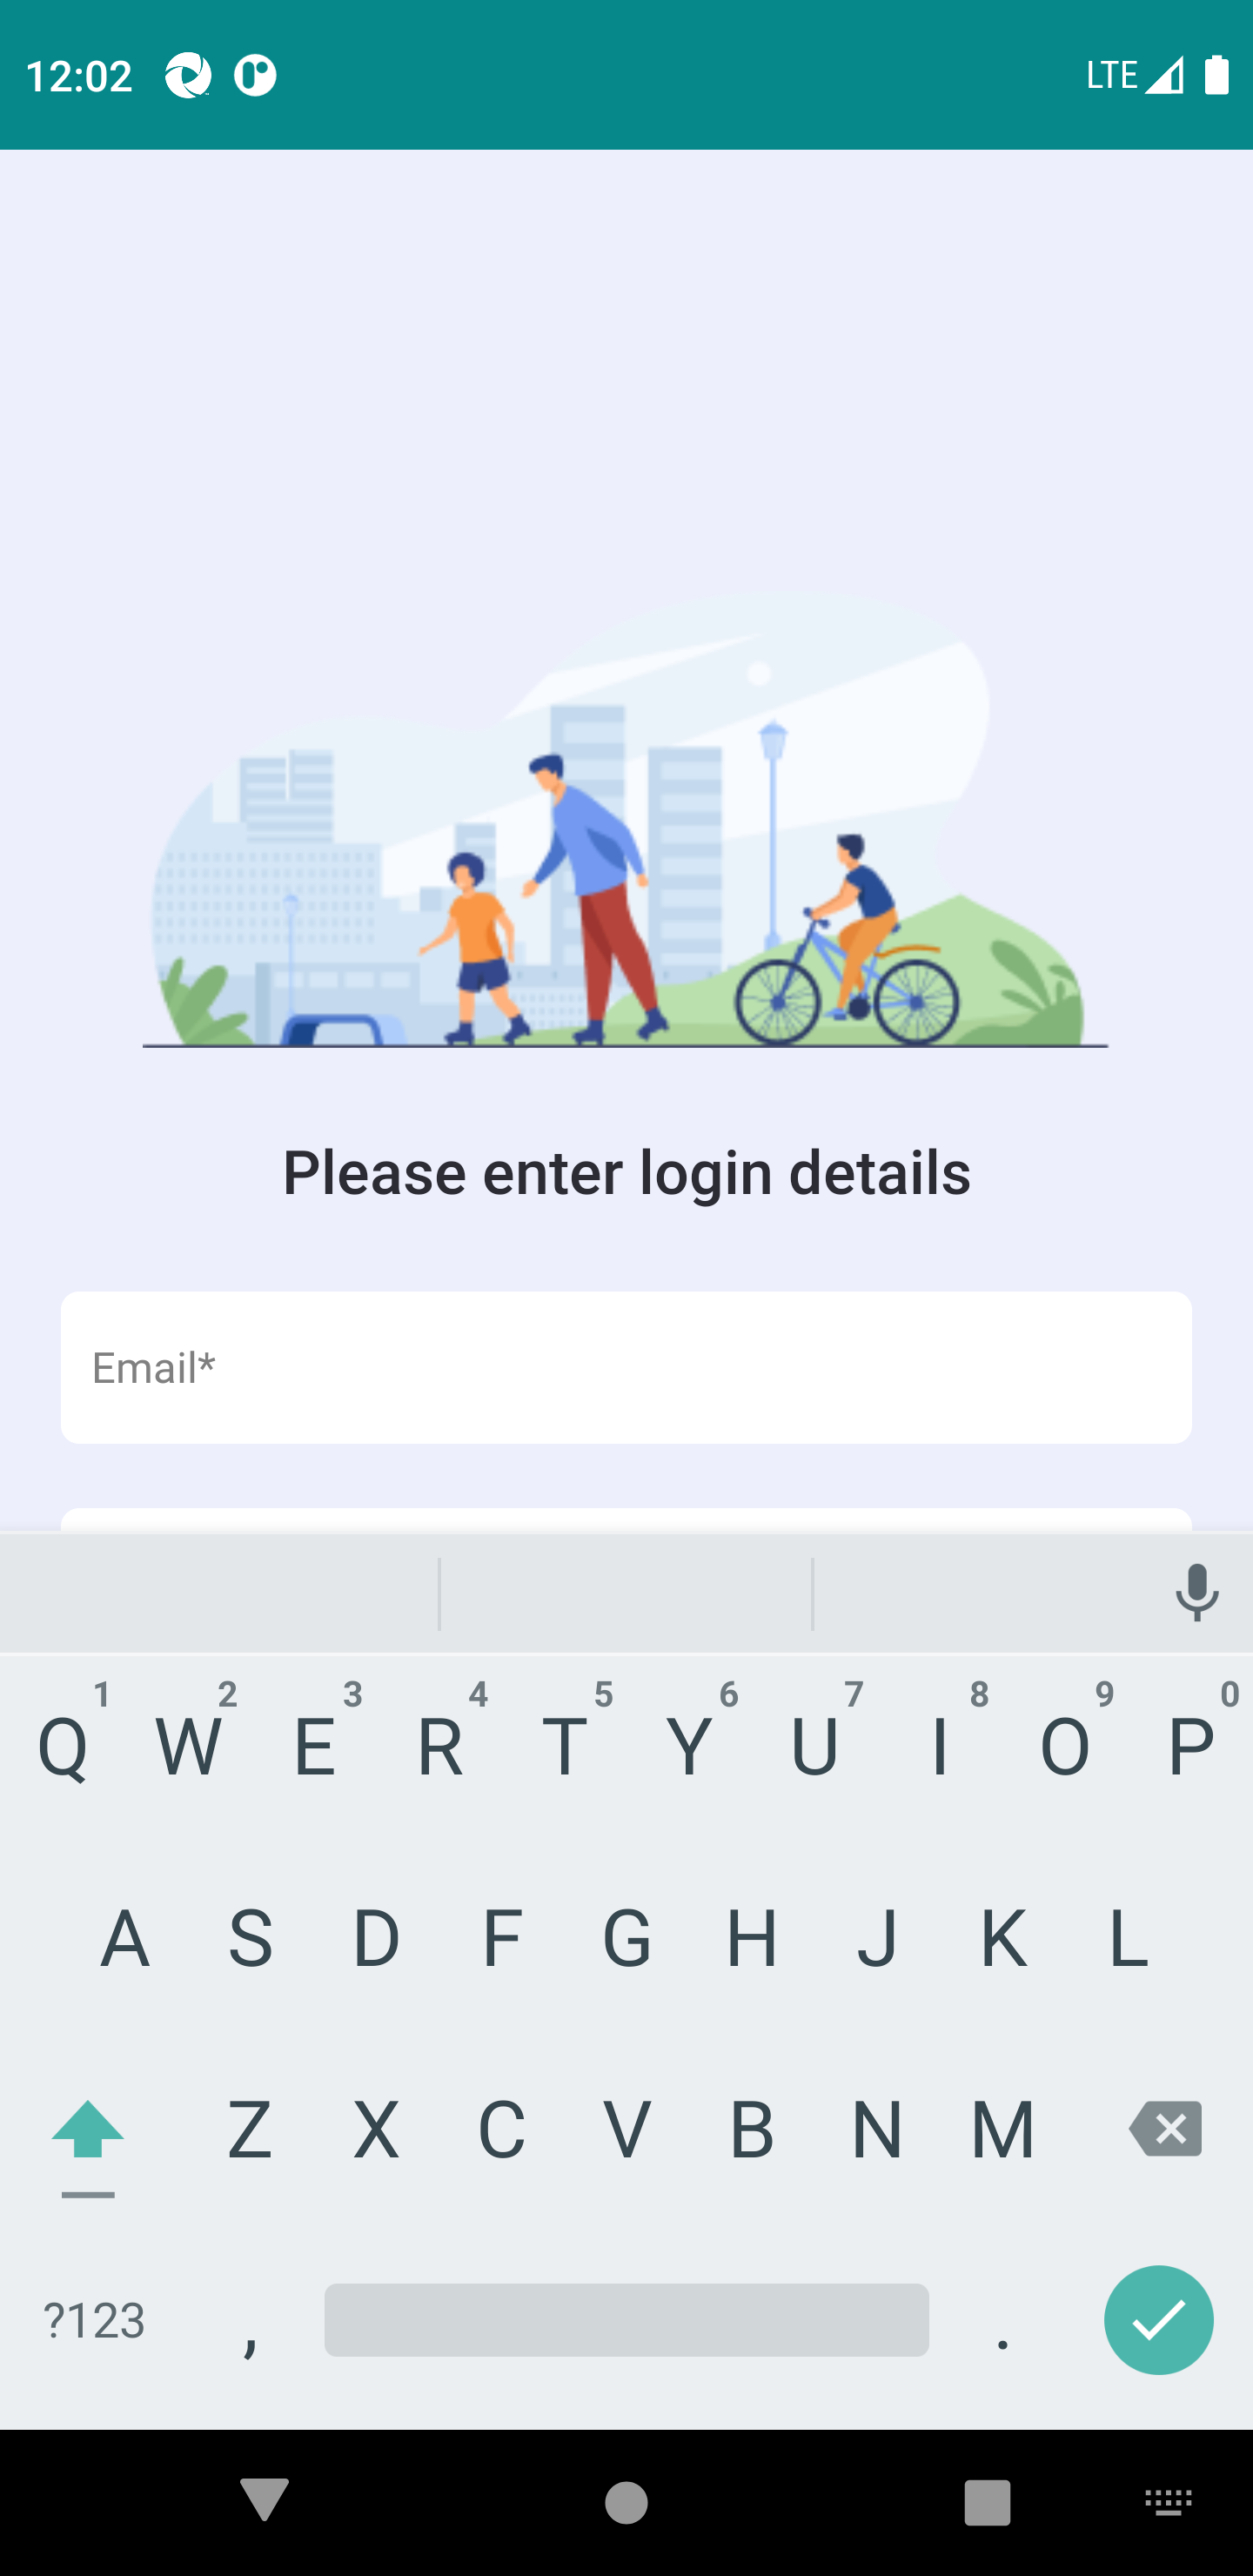 12:02 LTE
Please enter login details
Email*
1 2 3 4 5 6 7 8 9 0
Q W E R T Y U I O P
A S D F G H J K L
Z X C V B N M
?123 , .